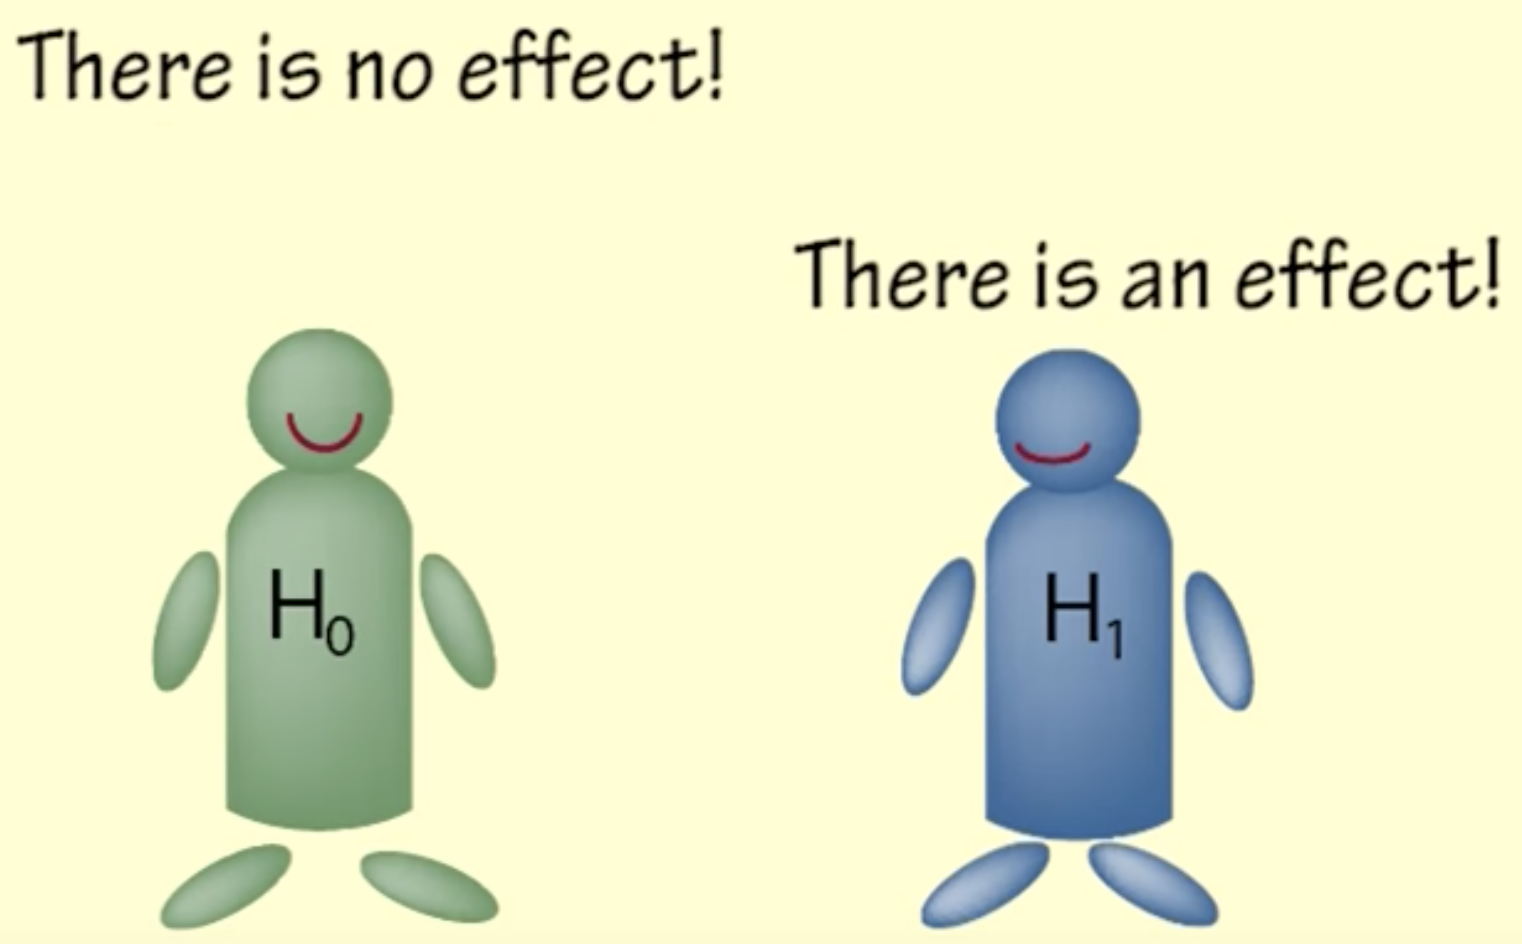 There is no effect!
There is an effect!
H₀
H₁